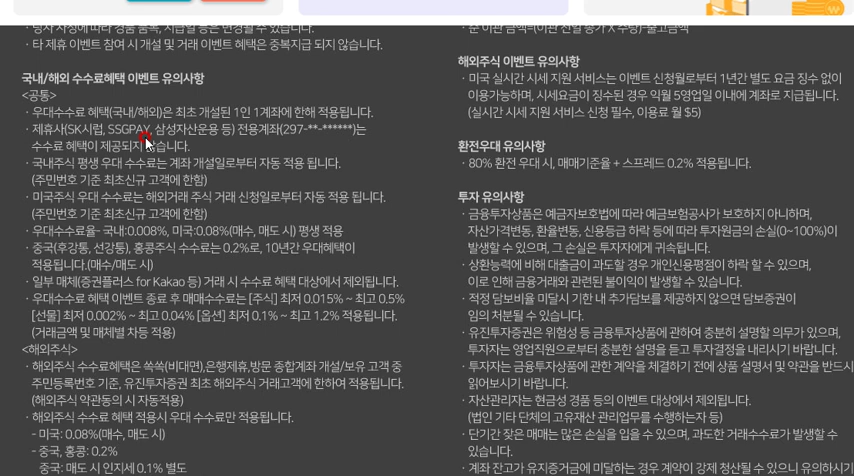 · 당사 사정에 따라 경품 품목, 지급일 등은 변경될 수 있습니다.
· 타 제휴 이벤트 참여 시 개설 및 거래 이벤트 혜택은 중복지급 되지 않습니다.
국내/해외 수수료혜택 이벤트 유의사항
<공통>
· 우대수수료 혜택(국내/해외)은 최초 개설된 1인 1계좌에 한해 적용됩니다.
· 제휴사(SK시럽, SSGPAY, 삼성자산운용 등) 전용계좌(297-**-******)는
수수료 혜택이 제공되지 않습니다.
· 국내주식 평생 우대 수수료는 계좌 개설일로부터 자동 적용 됩니다.
(주민번호 기준 최초신규 고객에 한함)
· 미국주식 우대 수수료는 해외거래 주식 거래 신청일로부터 자동 적용 됩니다.
(주민번호 기준 최초신규 고객에 한함)
· 우대수수료율- 국내:0.008%, 미국:0.08%(매수, 매도 시) 평생 적용
· 중국(후강퉁, 선강퉁), 홍콩주식 수수료는 0.2%로, 10년간 우대혜택이
적용됩니다.(매수/매도 시)
· 일부 매체(증권플러스 for Kakao 등) 거래 시 수수료 혜택 대상에서 제외됩니다.
· 우대수수료 혜택 이벤트 종료 후 매매수수료는 [주식] 최저 0.015% ~ 최고 0.5%
[선물] 최저 0.002% ~ 최고 0.04% [옵션] 최저 0.1% ~ 최고 1.2% 적용됩니다.
(거래금액 및 매체별 차등 적용)
<해외주식>
· 해외주식 수수료혜택은 쏙쏙(비대면),은행제휴,방문 종합계좌 개설/보유 고객 중
주민등록번호 기준, 유진투자증권 최초 해외주식 거래고객에 한하여 적용됩니다.
(해외주식 약관동의 시 자동적용)
· 해외주식 수수료 혜택 적용시 우대 수수료만 적용됩니다.
- 미국: 0.08%(매수, 매도 시)
- 중국, 홍콩: 0.2%
중국: 매도 시 인지세 0.1% 별도
· 순 이관 금액=(이관 전일 종가 X 수량)-출고금액
해외주식 이벤트 유의사항
· 미국 실시간 시세 지원 서비스는 이벤트 신청월로부터 1년간 별도 요금 징수 없이
이용가능하며, 시세요금이 징수된 경우 익월 5영업일 이내에 계좌로 지급됩니다.
(실시간 시세 지원 서비스 신청 필수, 이용료 월 $5)
환전우대 유의사항
· 80% 환전 우대 시, 매매기준율 + 스프레드 0.2% 적용됩니다.
투자 유의사항
· 금융투자상품은 예금자보호법에 따라 예금보험공사가 보호하지 아니하며,
자산가격변동, 환율변동, 신용등급 하락 등에 따라 투자원금의 손실(0~100%)이
발생할 수 있으며, 그 손실은 투자자에게 귀속됩니다.
· 상환능력에 비해 대출금이 과도할 경우 개인신용평점이 하락 할 수 있으며,
이로 인해 금융거래와 관련된 불이익이 발생할 수 있습니다.
· 적정 담보비율 미달시 기한 내 추가담보를 제공하지 않으면 담보증권이
임의 처분될 수 있습니다.
· 유진투자증권은 위험성 등 금융투자상품에 관하여 충분히 설명할 의무가 있으며,
투자자는 영업직원으로부터 충분한 설명을 듣고 투자결정을 내리시기 바랍니다.
· 투자자는 금융투자상품에 관한 계약을 체결하기 전에 상품 설명서 및 약관을 반드시
읽어보시기 바랍니다.
· 자산관리자는 현금성 경품 등의 이벤트 대상에서 제외됩니다.
(법인 기타 단체의 고유재산 관리업무를 수행하는자 등)
· 단기간 잦은 매매는 많은 손실을 입을 수 있으며, 과도한 거래수수료가 발생할 수
있습니다.
· 계좌 잔고가 유지증거금에 미달하는 경우 계약이 강제 청산될 수 있으니 유의하시기